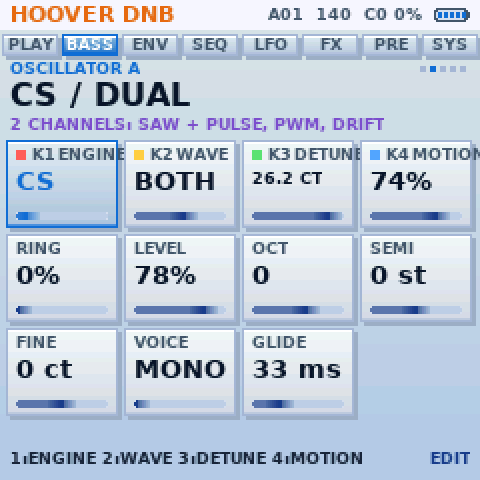 HOOVER DNB A01 140 C0 0%
PLAY BASS ENV SEQ LFO FX PRE SYS
OSCILLATOR A
CS / DUAL
2 CHANNELS: SAW + PULSE, PWM, DRIFT
K1 ENGINE K2 WAVE K3 DETUNE K4 MOTION
CS BOTH 26.2 CT 74%
RING LEVEL OCT SEMI
0% 78% 0 0 st
FINE VOICE GLIDE
0 ct MONO 33 ms
1:ENGINE 2:WAVE 3:DETUNE 4:MOTION EDIT